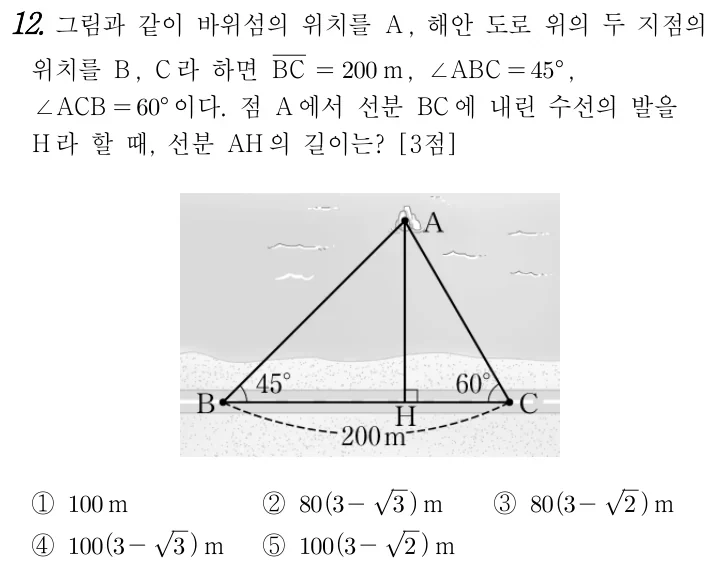 12. 그림과 같이 바위섬의 위치를 A, 해안 도로 위의 두 지점의
위치를 B, C라 하면 \overline{BC} = 200 m, ∠ABC = 45°,
∠ACB = 60°이다. 점 A에서 선분 BC에 내린 수선의 발을
H라 할 때, 선분 AH의 길이는? [3점]
A
45° 60°
B H C
200 m
① 100 m ② 80(3− √3) m ③ 80(3− √2) m
④ 100(3− √3) m ⑤ 100(3− √2) m